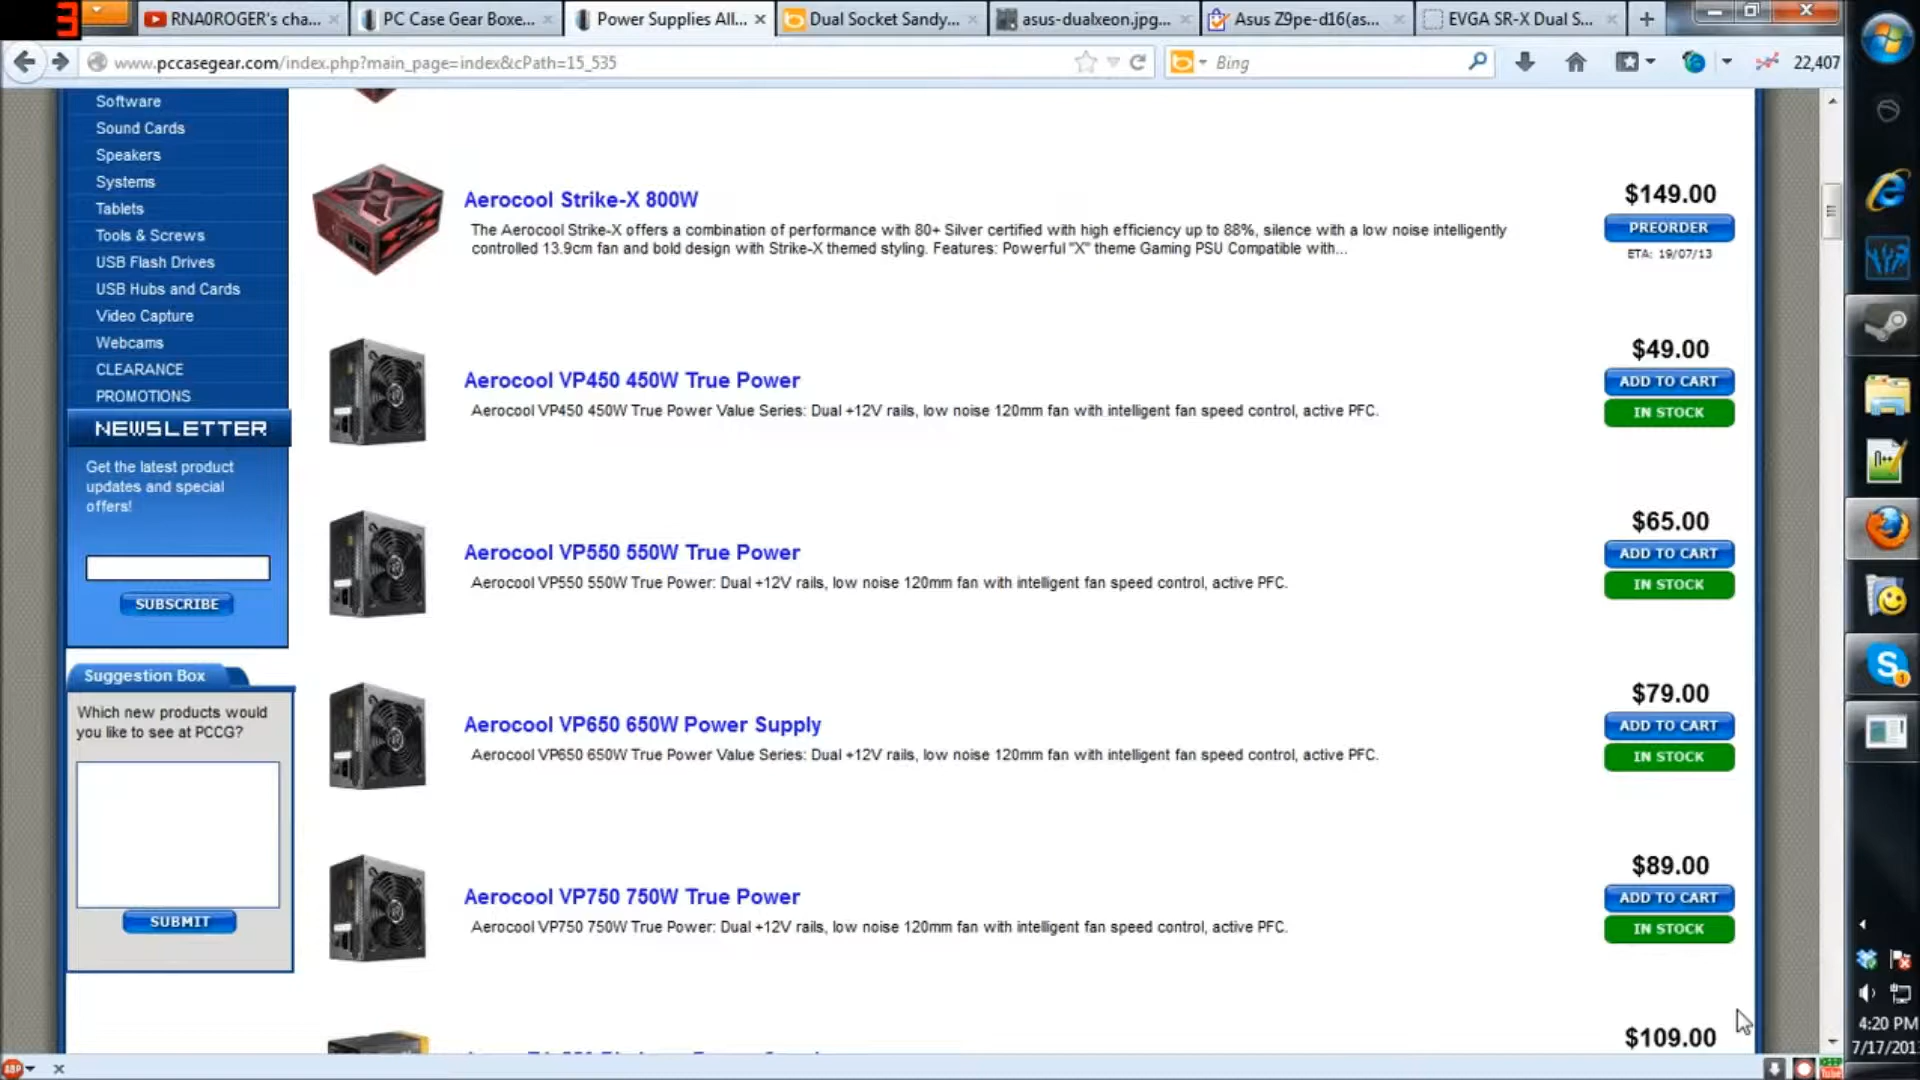 3
RNA0ROGER's cha...
PC Case Gear Boxe...
Power Supplies All...
Dual Socket Sandy...
asus-dualxeon.jpg...
Asus Z9pe-d16(as...
EVGA SR-X Dual S...
www.pccasegear.com/index.php?main_page=index&cPath=15_535
Bing
22,407
Software
Sound Cards
Speakers
Systems
Tablets
Tools & Screws
USB Flash Drives
USB Hubs and Cards
Video Capture
Webcams
CLEARANCE
PROMOTIONS
NEWSLETTER
Get the latest product
updates and special
offers!
SUBSCRIBE
Suggestion Box
Which new products would
you like to see at PCCG?
SUBMIT
Aerocool Strike-X 800W
The Aerocool Strike-X offers a combination of performance with 80+ Silver certified with high efficiency up to 88%, silence with a low noise intelligently
controlled 13.9cm fan and bold design with Strike-X themed styling. Features: Powerful "X" theme Gaming PSU Compatible with...
$149.00
PREORDER
ETA: 19/07/13
Aerocool VP450 450W True Power
Aerocool VP450 450W True Power Value Series: Dual +12V rails, low noise 120mm fan with intelligent fan speed control, active PFC.
$49.00
ADD TO CART
IN STOCK
Aerocool VP550 550W True Power
Aerocool VP550 550W True Power: Dual +12V rails, low noise 120mm fan with intelligent fan speed control, active PFC.
$65.00
ADD TO CART
IN STOCK
Aerocool VP650 650W Power Supply
Aerocool VP650 650W True Power Value Series: Dual +12V rails, low noise 120mm fan with intelligent fan speed control, active PFC.
$79.00
ADD TO CART
IN STOCK
Aerocool VP750 750W True Power
Aerocool VP750 750W True Power: Dual +12V rails, low noise 120mm fan with intelligent fan speed control, active PFC.
$89.00
ADD TO CART
IN STOCK
$109.00
4:20 PM
7/17/201
ABP